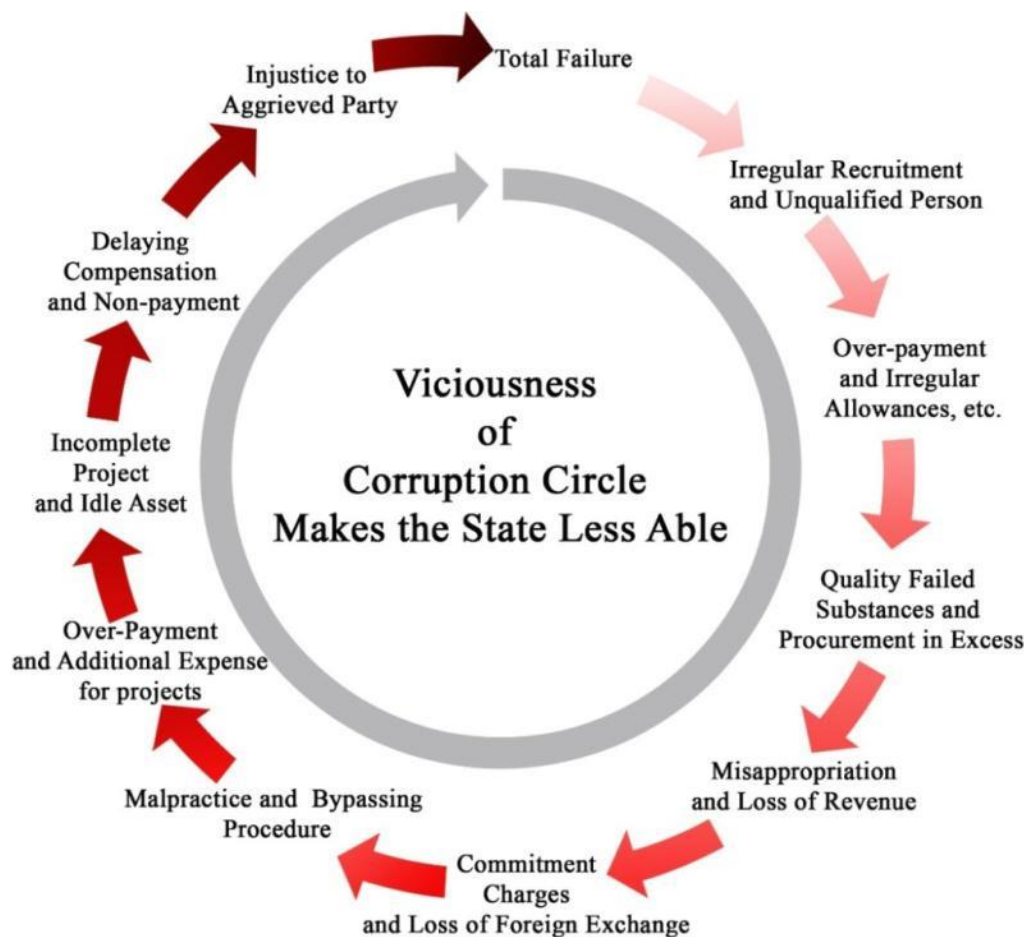 Total Failure
Irregular Recruitment
and Unqualified Person
Over-payment
and Irregular
Allowances, etc.
Quality Failed
Substances and
Procurement in Excess
Misappropriation
and Loss of Revenue
Commitment
Charges
and Loss of Foreign Exchange
Malpractice and Bypassing
Procedure
Over-Payment
and Additional Expense
for projects
Incomplete
Project
and Idle Asset
Delaying
Compensation
and Non-payment
Injustice to
Aggrieved Party
Viciousness
of
Corruption Circle
Makes the State Less Able